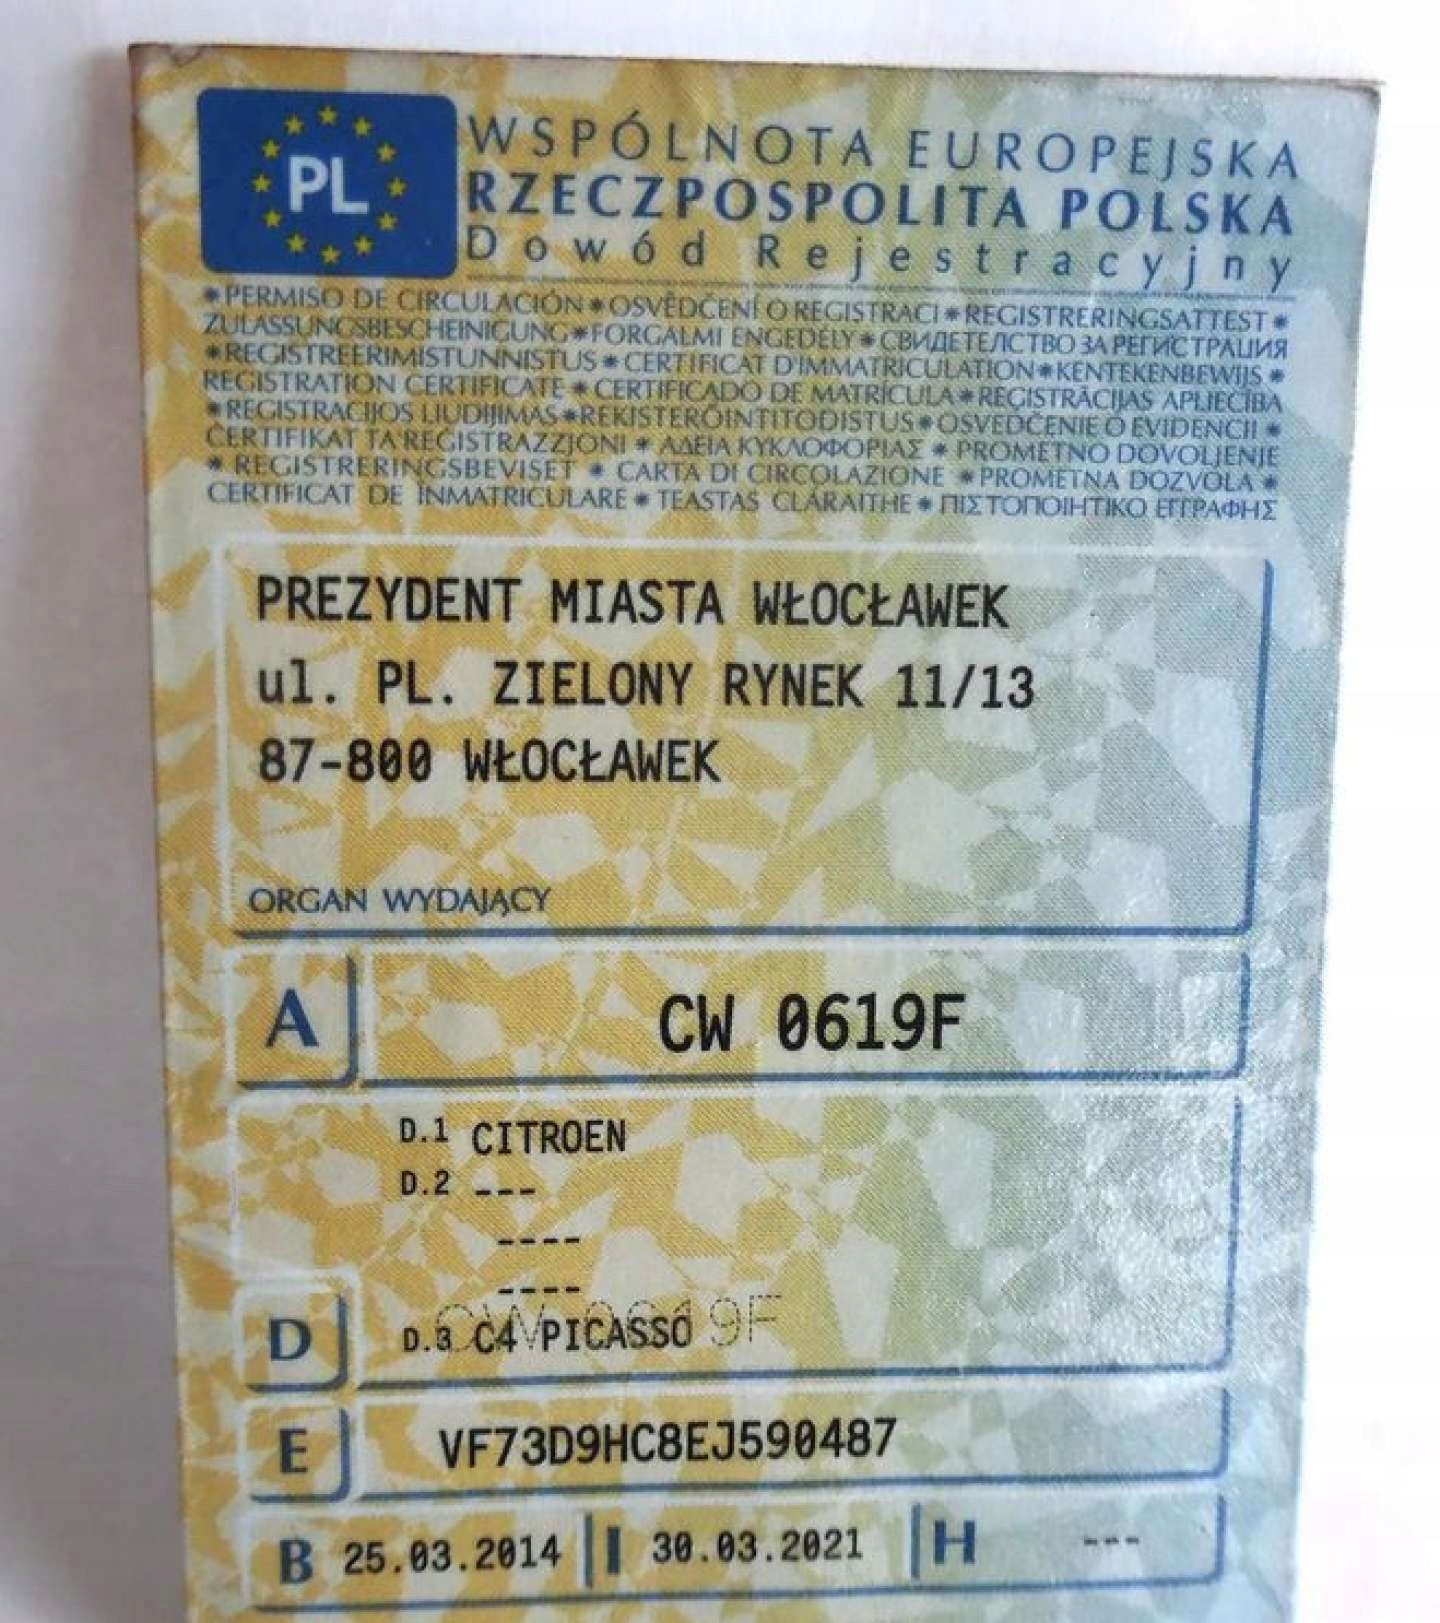 PL
WSPÓLNOTA EUROPEJSKA
RZECZPOSPOLITA POLSKA
Dowód Rejestracyjny
*PERMISO DE CIRCULACIÓN*OSVĚDČENÍ O REGISTRACI*REGISTRERINGSATTEST*
ZULASSUNGSBESCHEINIGUNG*FORGALMI ENGEDÉLY*СВИДЕТЕЛСТВО ЗА РЕГИСТРАЦИЯ
*REGISTREERIMISTUNNISTUS*CERTIFICAT D'IMMATRICULATION*KENTEKENBEWIJS*
REGISTRATION CERTIFICATE*CERTIFICADO DE MATRÍCULA*REGISTRĀCIJAS APLIECĪBA
*REGISTRACIJOS LIUDIJIMAS*REKISTERÖINTITODISTUS*OSVEDČENIE O EVIDENCII*
ĊERTIFIKAT TA'REĠISTRAZZJONI*ΑΔΕΙΑ ΚΥΚΛΟΦΟΡΙΑΣ*PROMETNO DOVOLJENJE
*REGISTRERINGSBEVISET*CARTA DI CIRCOLAZIONE*PROMETNA DOZVOLA*
CERTIFICAT DE ÎNMATRICULARE*TEASTAS CLÁRAITHE*ΠΙΣΤΟΠΟΙΗΤΙΚΟ ΕΓΓΡΑΦΗΣ
PREZYDENT MIASTA WŁOCŁAWEK
ul. PL. ZIELONY RYNEK 11/13
87-800 WŁOCŁAWEK
ORGAN WYDAJĄCY
A CW 0619F
D.1 CITROEN
D.2 ---
----
----
CW 0619F
D D.3 C4 PICASSO
E VF73D9HC8EJ590487
B 25.03.2014 I 30.03.2021 H ---